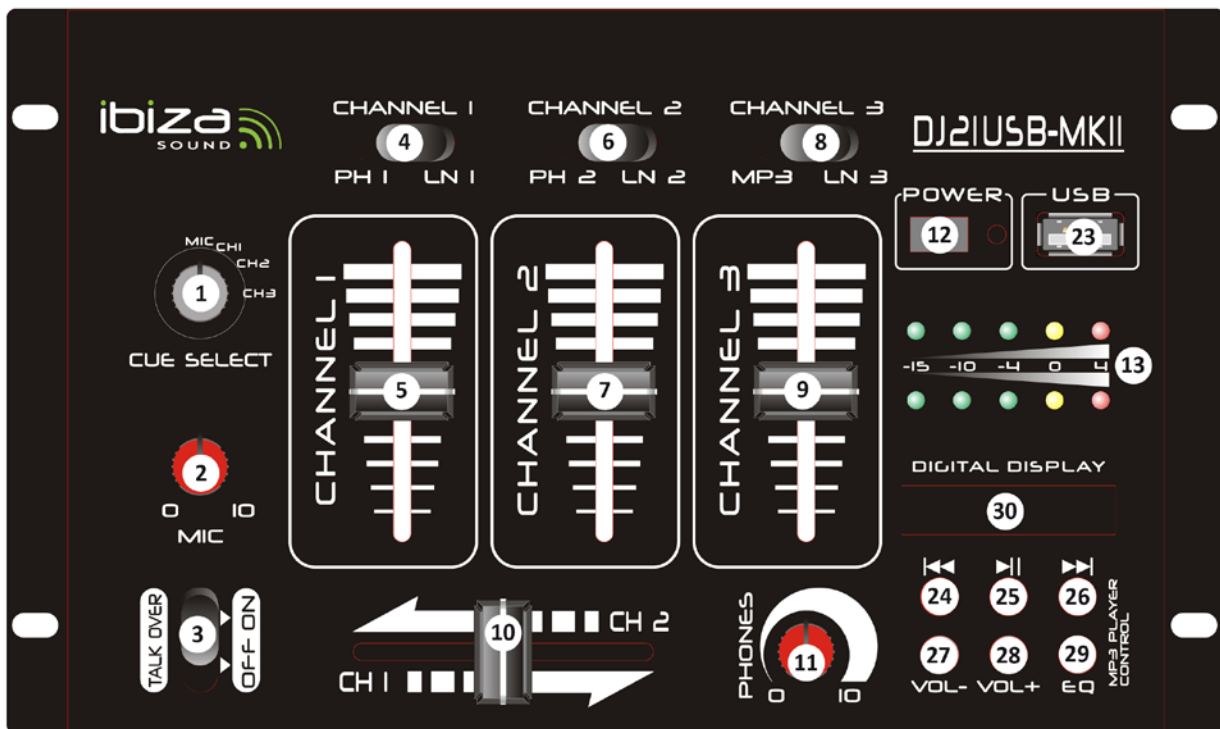 ibiza
SOUND
CHANNEL 1
4
PH 1 LN 1
CHANNEL 2
6
PH 2 LN 2
CHANNEL 3
8
MP3 LN 3
DJ21USB-MKII
POWER
12
USB
23
MIC
CH1
CH2
CH3
1
CUE SELECT
2
0 10
MIC
TALK OVER
3
OFF ON
CHANNEL 1
5
CHANNEL 2
7
CHANNEL 3
9
-15 -10 -4 0 4
13
DIGITAL DISPLAY
30
24 25 26
27 28 29
VOL- VOL+ EQ
MP3 PLAYER
CONTROL
10
CH 2
CH 1
PHONES
11
0 10